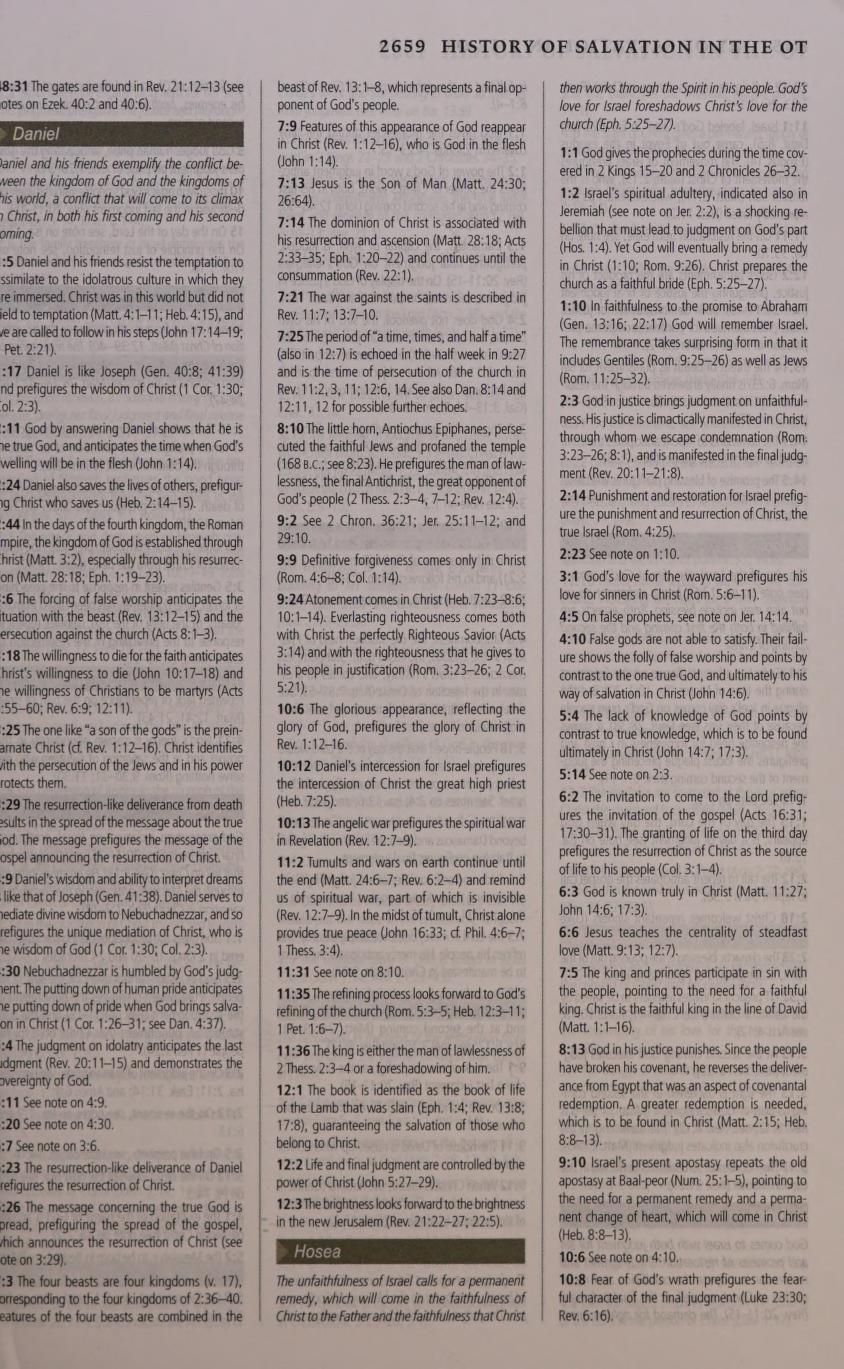 2659 HISTORY OF SALVATION IN THE OT
8:31 The gates are found in Rev. 21:12–13 (see
otes on Ezek. 40:2 and 40:6).
Daniel
aniel and his friends exemplify the conflict be-
ween the kingdom of God and the kingdoms of
his world, a conflict that will come to its climax
n Christ, in both his first coming and his second
oming.
:5 Daniel and his friends resist the temptation to
ssimilate to the idolatrous culture in which they
re immersed. Christ was in this world but did not
ield to temptation (Matt. 4:1–11; Heb. 4:15), and
ve are called to follow in his steps (John 17:14–19;
Pet. 2:21).
:17 Daniel is like Joseph (Gen. 40:8; 41:39)
nd prefigures the wisdom of Christ (1 Cor. 1:30;
ol. 2:3).
:11 God by answering Daniel shows that he is
he true God, and anticipates the time when God's
welling will be in the flesh (John 1:14).
:24 Daniel also saves the lives of others, prefigur-
ng Christ who saves us (Heb. 2:14–15).
:44 In the days of the fourth kingdom, the Roman
mpire, the kingdom of God is established through
hrist (Matt. 3:2), especially through his resurrec-
on (Matt. 28:18; Eph. 1:19–23).
:6 The forcing of false worship anticipates the
ituation with the beast (Rev. 13:12–15) and the
ersecution against the church (Acts 8:1–3).
:18 The willingness to die for the faith anticipates
hrist's willingness to die (John 10:17–18) and
he willingness of Christians to be martyrs (Acts
:55–60; Rev. 6:9; 12:11).
:25 The one like "a son of the gods" is the prein-
arnate Christ (cf. Rev. 1:12–16). Christ identifies
vith the persecution of the Jews and in his power
rotects them.
:29 The resurrection-like deliverance from death
esults in the spread of the message about the true
od. The message prefigures the message of the
ospel announcing the resurrection of Christ.
:9 Daniel's wisdom and ability to interpret dreams
like that of Joseph (Gen. 41:38). Daniel serves to
nediate divine wisdom to Nebuchadnezzar, and so
refigures the unique mediation of Christ, who is
he wisdom of God (1 Cor. 1:30; Col. 2:3).
:30 Nebuchadnezzar is humbled by God's judg-
nent. The putting down of human pride anticipates
he putting down of pride when God brings salva-
on in Christ (1 Cor. 1:26–31; see Dan. 4:37).
:4 The judgment on idolatry anticipates the last
dgment (Rev. 20:11–15) and demonstrates the
overeignty of God.
:11 See note on 4:9.
:20 See note on 4:30.
:7 See note on 3:6.
:23 The resurrection-like deliverance of Daniel
refigures the resurrection of Christ.
:26 The message concerning the true God is
pread, prefiguring the spread of the gospel,
vhich announces the resurrection of Christ (see
ote on 3:29).
:3 The four beasts are four kingdoms (v. 17),
orresponding to the four kingdoms of 2:36–40.
eatures of the four beasts are combined in the
beast of Rev. 13:1–8, which represents a final op-
ponent of God's people.
7:9 Features of this appearance of God reappear
in Christ (Rev. 1:12–16), who is God in the flesh
(John 1:14).
7:13 Jesus is the Son of Man (Matt. 24:30;
26:64).
7:14 The dominion of Christ is associated with
his resurrection and ascension (Matt. 28:18; Acts
2:33–35; Eph. 1:20–22) and continues until the
consummation (Rev. 22:1).
7:21 The war against the saints is described in
Rev. 11:7; 13:7–10.
7:25 The period of "a time, times, and half a time"
(also in 12:7) is echoed in the half week in 9:27
and is the time of persecution of the church in
Rev. 11:2, 3, 11; 12:6, 14. See also Dan. 8:14 and
12:11, 12 for possible further echoes.
8:10 The little horn, Antiochus Epiphanes, perse-
cuted the faithful Jews and profaned the temple
(168 B.C.; see 8:23). He prefigures the man of law-
lessness, the final Antichrist, the great opponent of
God's people (2 Thess. 2:3–4, 7–12; Rev. 12:4).
9:2 See 2 Chron. 36:21; Jer. 25:11–12; and
29:10.
9:9 Definitive forgiveness comes only in Christ
(Rom. 4:6–8; Col. 1:14).
9:24 Atonement comes in Christ (Heb. 7:23–8:6;
10:1–14). Everlasting righteousness comes both
with Christ the perfectly Righteous Savior (Acts
3:14) and with the righteousness that he gives to
his people in justification (Rom. 3:23–26; 2 Cor.
5:21).
10:6 The glorious appearance, reflecting the
glory of God, prefigures the glory of Christ in
Rev. 1:12–16.
10:12 Daniel's intercession for Israel prefigures
the intercession of Christ the great high priest
(Heb. 7:25).
10:13 The angelic war prefigures the spiritual war
in Revelation (Rev. 12:7–9).
11:2 Tumults and wars on earth continue until
the end (Matt. 24:6–7; Rev. 6:2–4) and remind
us of spiritual war, part of which is invisible
(Rev. 12:7–9). In the midst of tumult, Christ alone
provides true peace (John 16:33; cf. Phil. 4:6–7;
1 Thess. 3:4).
11:31 See note on 8:10.
11:35 The refining process looks forward to God's
refining of the church (Rom. 5:3–5; Heb. 12:3–11;
1 Pet. 1:6–7).
11:36 The king is either the man of lawlessness of
2 Thess. 2:3–4 or a foreshadowing of him.
12:1 The book is identified as the book of life
of the Lamb that was slain (Eph. 1:4; Rev. 13:8;
17:8), guaranteeing the salvation of those who
belong to Christ.
12:2 Life and final judgment are controlled by the
power of Christ (John 5:27–29).
12:3 The brightness looks forward to the brightness
in the new Jerusalem (Rev. 21:22–27; 22:5).
Hosea
The unfaithfulness of Israel calls for a permanent
remedy, which will come in the faithfulness of
Christ to the Father and the faithfulness that Christ
then works through the Spirit in his people. God's
love for Israel foreshadows Christ's love for the
church (Eph. 5:25–27).
1:1 God gives the prophecies during the time cov-
ered in 2 Kings 15–20 and 2 Chronicles 26–32.
1:2 Israel's spiritual adultery, indicated also in
Jeremiah (see note on Jer. 2:2), is a shocking re-
bellion that must lead to judgment on God's part
(Hos. 1:4). Yet God will eventually bring a remedy
in Christ (1:10; Rom. 9:26). Christ prepares the
church as a faithful bride (Eph. 5:25–27).
1:10 In faithfulness to the promise to Abraham
(Gen. 13:16; 22:17) God will remember Israel.
The remembrance takes surprising form in that it
includes Gentiles (Rom. 9:25–26) as well as Jews
(Rom. 11:25–32).
2:3 God in justice brings judgment on unfaithful-
ness. His justice is climactically manifested in Christ,
through whom we escape condemnation (Rom.
3:23–26; 8:1), and is manifested in the final judg-
ment (Rev. 20:11–21:8).
2:14 Punishment and restoration for Israel prefig-
ure the punishment and resurrection of Christ, the
true Israel (Rom. 4:25).
2:23 See note on 1:10.
3:1 God's love for the wayward prefigures his
love for sinners in Christ (Rom. 5:6–11).
4:5 On false prophets, see note on Jer. 14:14.
4:10 False gods are not able to satisfy. Their fail-
ure shows the folly of false worship and points by
contrast to the one true God, and ultimately to his
way of salvation in Christ (John 14:6).
5:4 The lack of knowledge of God points by
contrast to true knowledge, which is to be found
ultimately in Christ (John 14:7; 17:3).
5:14 See note on 2:3.
6:2 The invitation to come to the Lord prefig-
ures the invitation of the gospel (Acts 16:31;
17:30–31). The granting of life on the third day
prefigures the resurrection of Christ as the source
of life to his people (Col. 3:1–4).
6:3 God is known truly in Christ (Matt. 11:27;
John 14:6; 17:3).
6:6 Jesus teaches the centrality of steadfast
love (Matt. 9:13; 12:7).
7:5 The king and princes participate in sin with
the people, pointing to the need for a faithful
king. Christ is the faithful king in the line of David
(Matt. 1:1–16).
8:13 God in his justice punishes. Since the people
have broken his covenant, he reverses the deliver-
ance from Egypt that was an aspect of covenantal
redemption. A greater redemption is needed,
which is to be found in Christ (Matt. 2:15; Heb.
8:8–13).
9:10 Israel's present apostasy repeats the old
apostasy at Baal-peor (Num. 25:1–5), pointing to
the need for a permanent remedy and a perma-
nent change of heart, which will come in Christ
(Heb. 8:8–13).
10:6 See note on 4:10.
10:8 Fear of God's wrath prefigures the fear-
ful character of the final judgment (Luke 23:30;
Rev. 6:16).